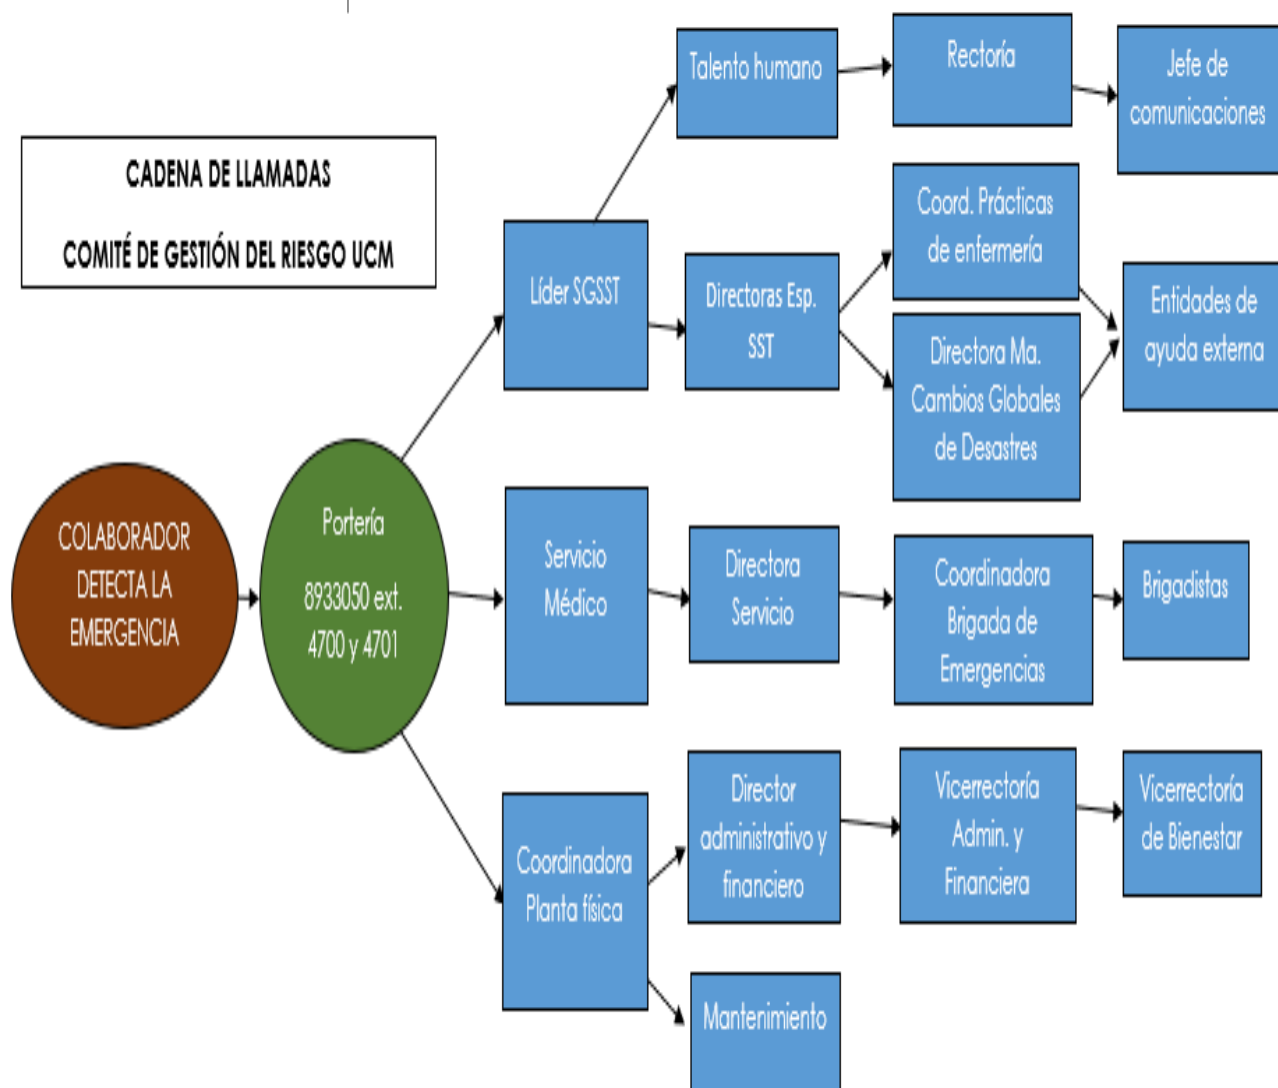 CADENA DE LLAMADAS
COMITÉ DE GESTIÓN DEL RIESGO UCM
COLABORADOR
DETECTA LA
EMERGENCIA
Portería
8933050 ext.
4700 y 4701
Líder SGSST
Talento humano
Rectoría
Jefe de
comunicaciones
Directoras Esp.
SST
Coord. Prácticas
de enfermería
Directora Ma.
Cambios Globales
de Desastres
Entidades de
ayuda externa
Servicio
Médico
Directora
Servicio
Coordinadora
Brigada de
Emergencias
Brigadistas
Coordinadora
Planta física
Director
administrativo y
financiero
Vicerrectoría
Admin. y
Financiera
Vicerrectoría
de Bienestar
Mantenimiento